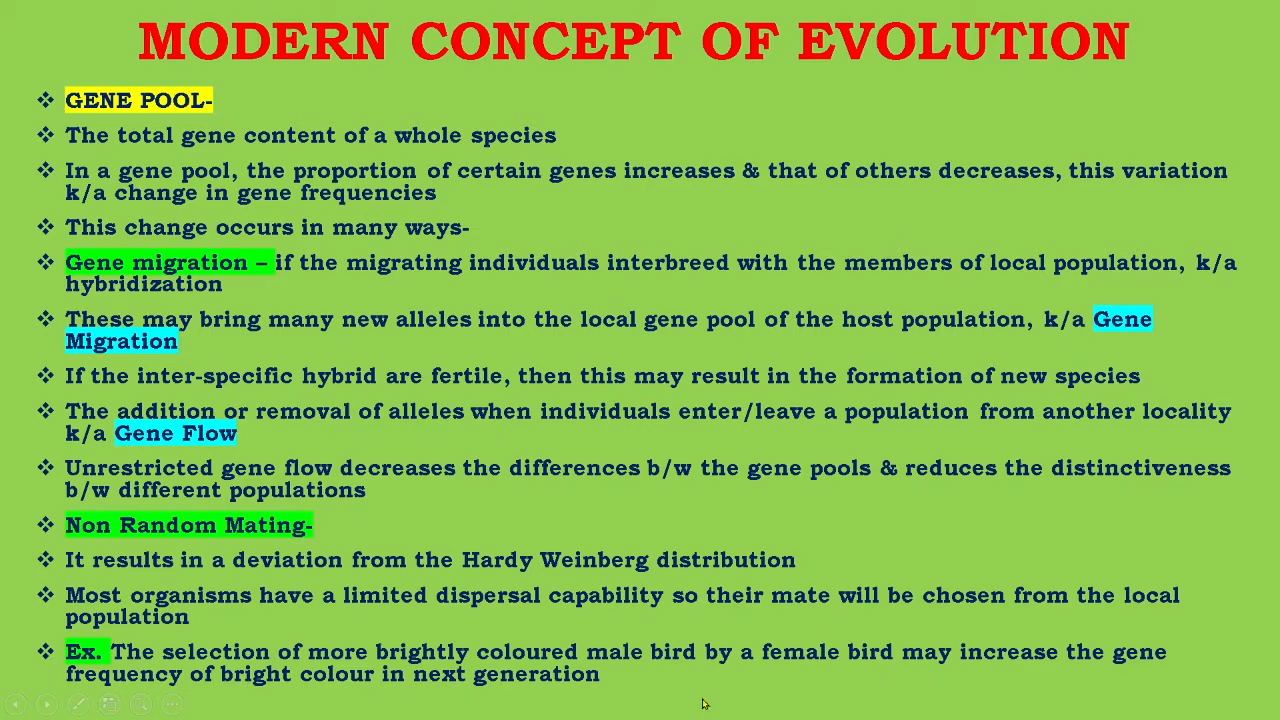 MODERN CONCEPT OF EVOLUTION
❖ GENE POOL-
❖ The total gene content of a whole species
❖ In a gene pool, the proportion of certain genes increases & that of others decreases, this variation
k/a change in gene frequencies
❖ This change occurs in many ways-
❖ Gene migration – if the migrating individuals interbreed with the members of local population, k/a
hybridization
❖ These may bring many new alleles into the local gene pool of the host population, k/a Gene
Migration
❖ If the inter-specific hybrid are fertile, then this may result in the formation of new species
❖ The addition or removal of alleles when individuals enter/leave a population from another locality
k/a Gene Flow
❖ Unrestricted gene flow decreases the differences b/w the gene pools & reduces the distinctiveness
b/w different populations
❖ Non Random Mating-
❖ It results in a deviation from the Hardy Weinberg distribution
❖ Most organisms have a limited dispersal capability so their mate will be chosen from the local
population
❖ Ex. The selection of more brightly coloured male bird by a female bird may increase the gene
frequency of bright colour in next generation